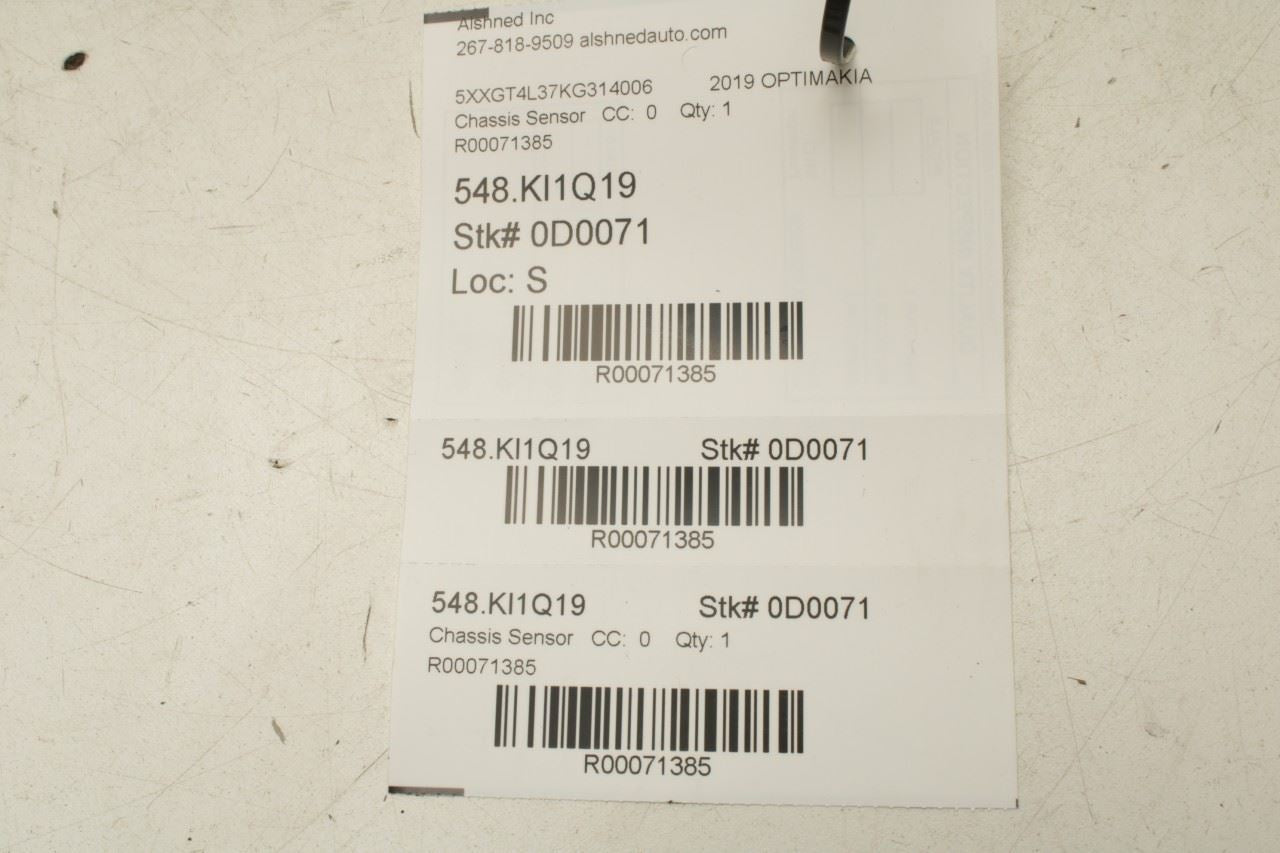 Alshned Inc
267-818-9509 alshnedauto.com
5XXGT4L37KG314006 2019 OPTIMAKIA
Chassis Sensor CC: 0 Qty: 1
R00071385
548.KI1Q19
Stk# 0D0071
Loc: S
R00071385
548.KI1Q19 Stk# 0D0071
R00071385
548.KI1Q19 Stk# 0D0071
Chassis Sensor CC: 0 Qty: 1
R00071385
R00071385